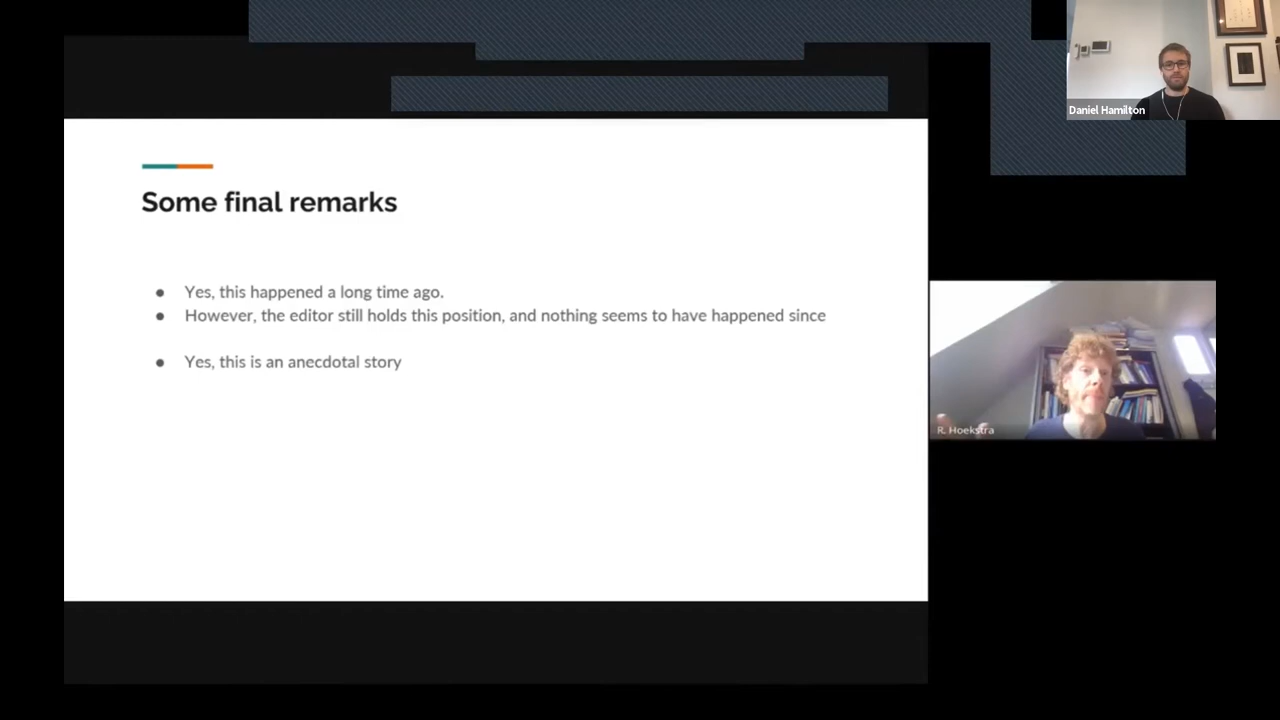 Daniel Hamilton
Some final remarks
Yes, this happened a long time ago.
However, the editor still holds this position, and nothing seems to have happened since
Yes, this is an anecdotal story
R. Hoekstra